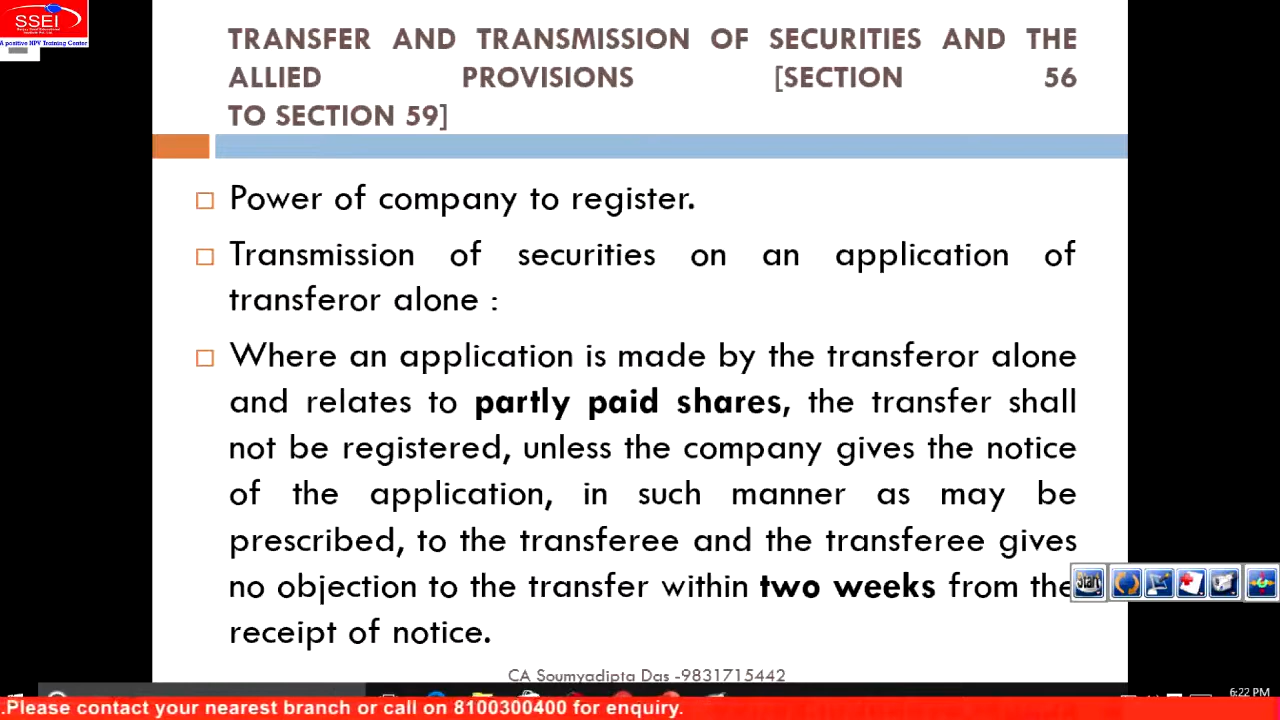 SSEI
A positive NPV Training Center
TRANSFER AND TRANSMISSION OF SECURITIES AND THE
ALLIED PROVISIONS [SECTION 56
TO SECTION 59]
Power of company to register.
Transmission of securities on an application of
transferor alone :
Where an application is made by the transferor alone
and relates to partly paid shares, the transfer shall
not be registered, unless the company gives the notice
of the application, in such manner as may be
prescribed, to the transferee and the transferee gives
no objection to the transfer within two weeks from the
receipt of notice.
Start
CA Soumyadipta Das -9831715442
6:22 PM
.Please contact your nearest branch or call on 8100300400 for enquiry.